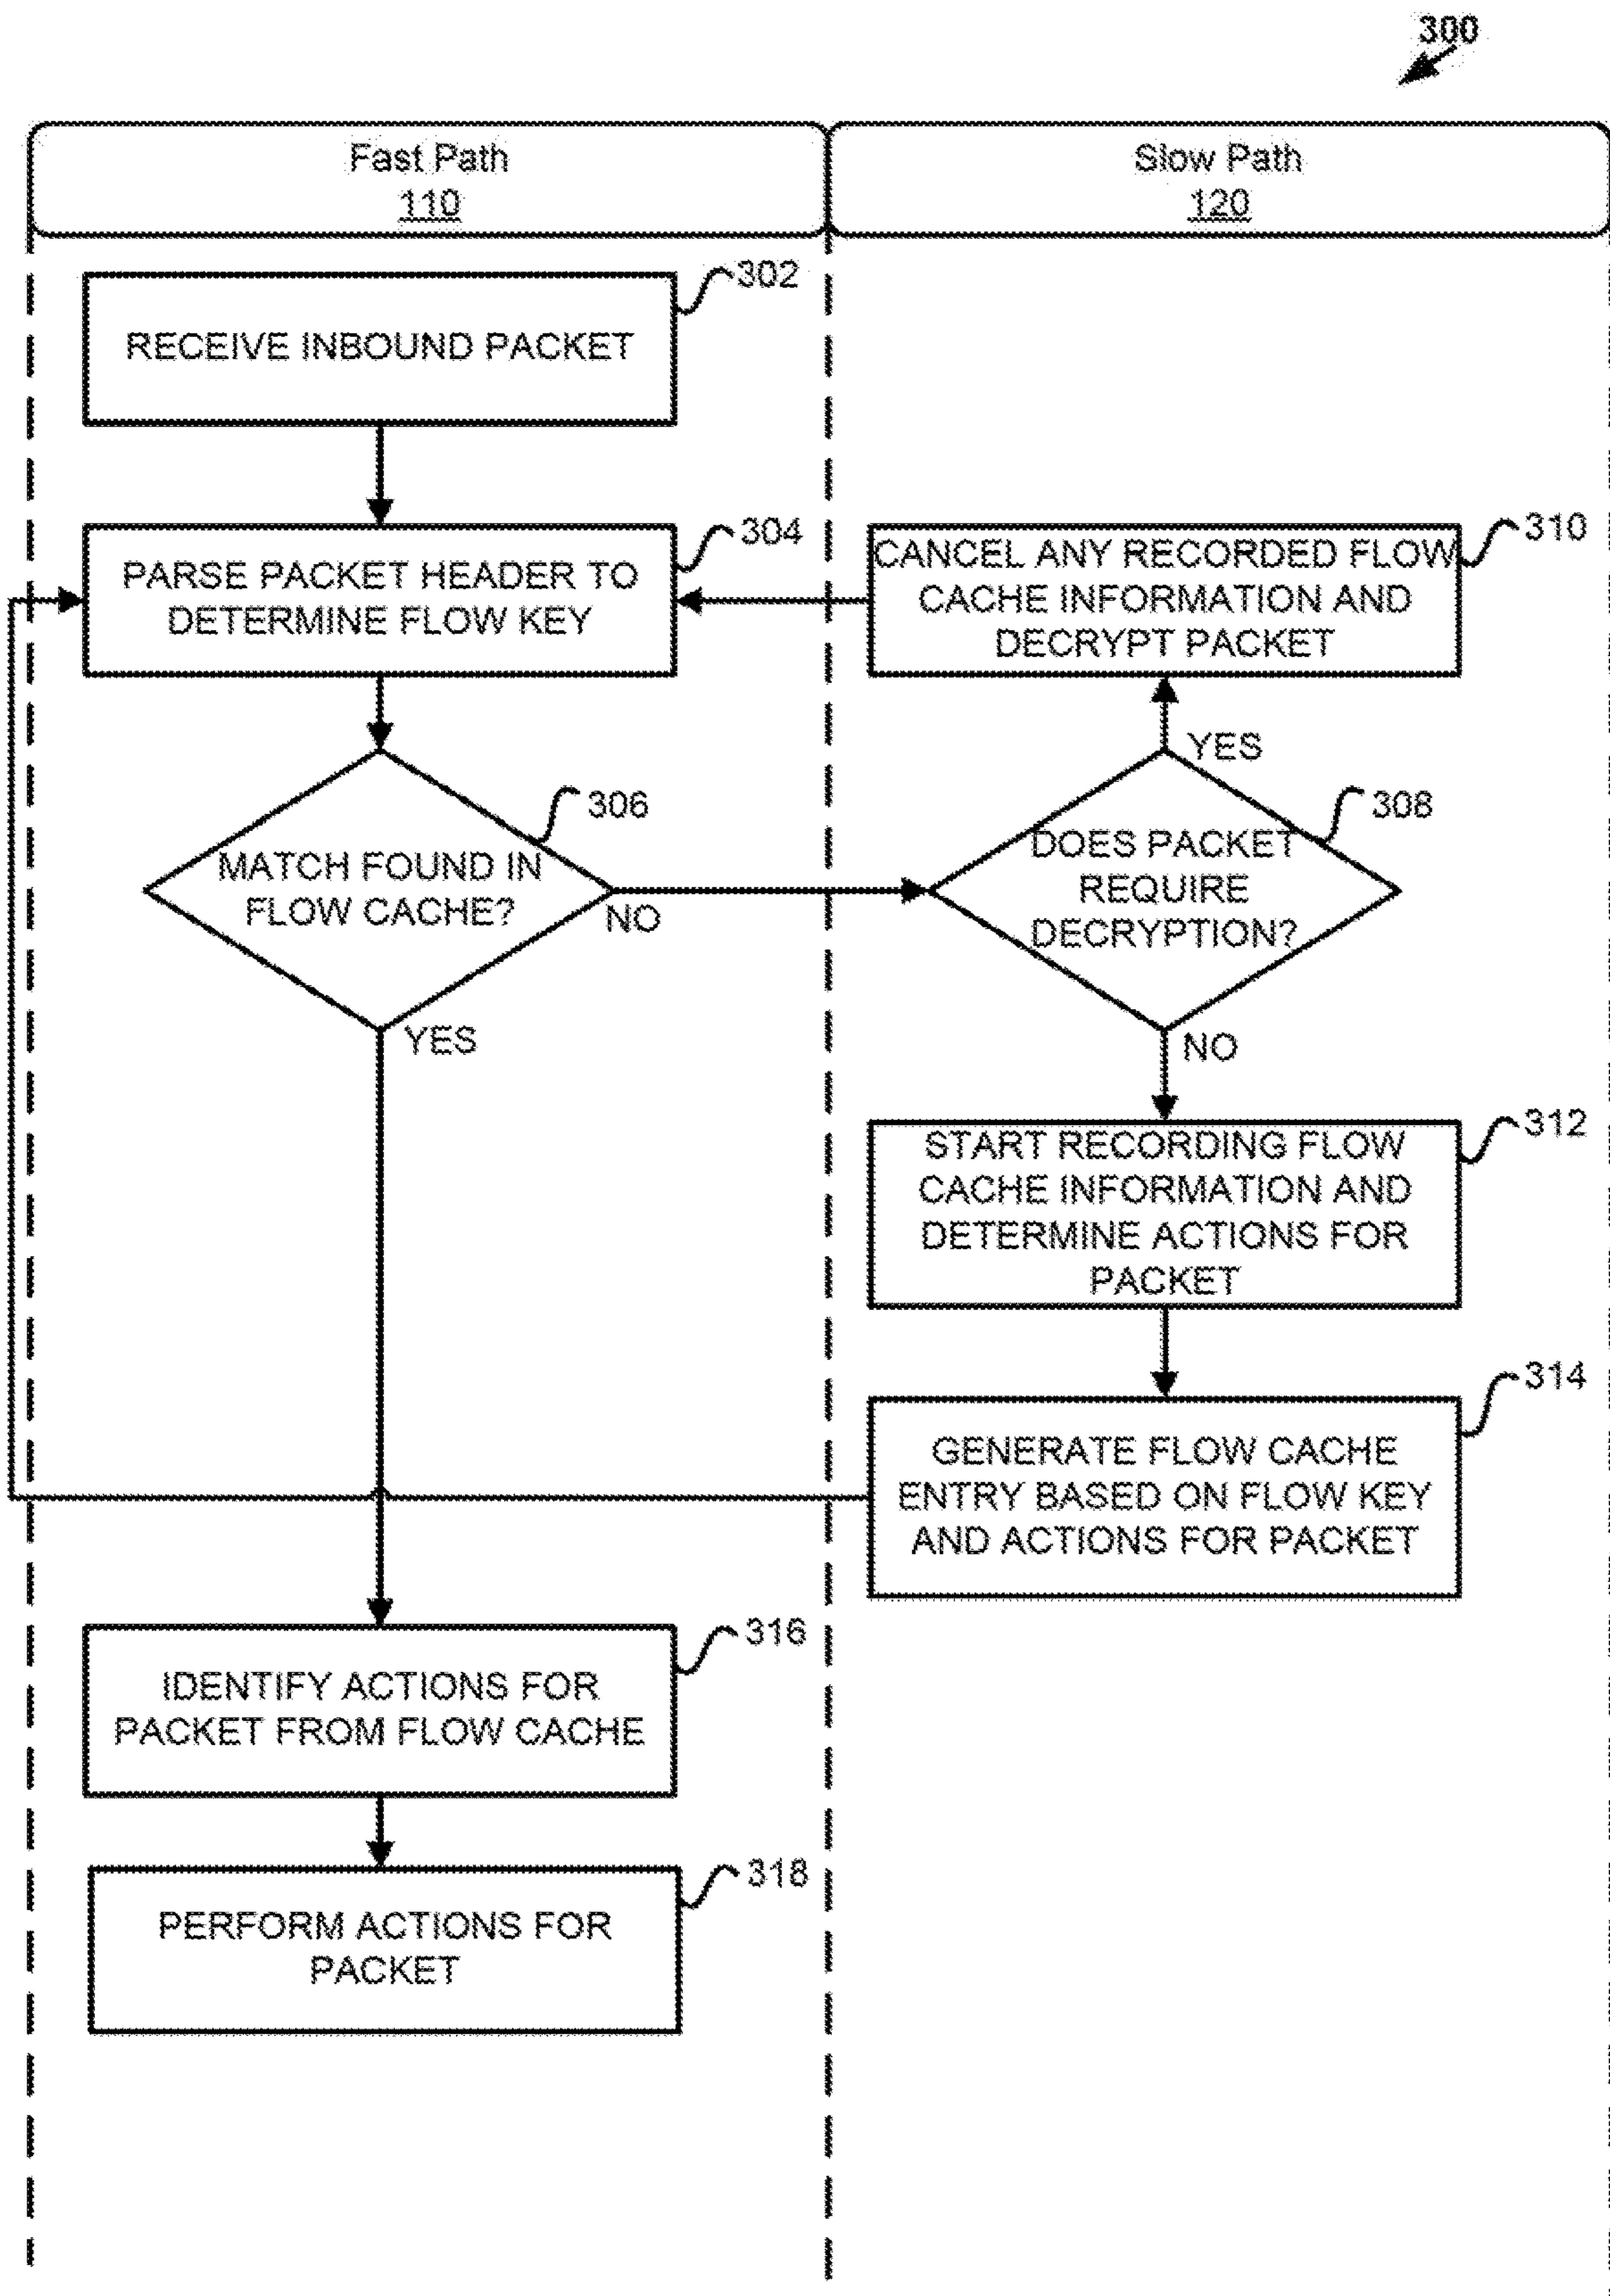 300
Fast Path
110
Slow Path
120
302
RECEIVE INBOUND PACKET
304
PARSE PACKET HEADER TO
DETERMINE FLOW KEY
310
CANCEL ANY RECORDED FLOW
CACHE INFORMATION AND
DECRYPT PACKET
YES
306
MATCH FOUND IN
FLOW CACHE?
NO
308
DOES PACKET
REQUIRE
DECRYPTION?
YES
NO
312
START RECORDING FLOW
CACHE INFORMATION AND
DETERMINE ACTIONS FOR
PACKET
314
GENERATE FLOW CACHE
ENTRY BASED ON FLOW KEY
AND ACTIONS FOR PACKET
316
IDENTIFY ACTIONS FOR
PACKET FROM FLOW CACHE
318
PERFORM ACTIONS FOR
PACKET